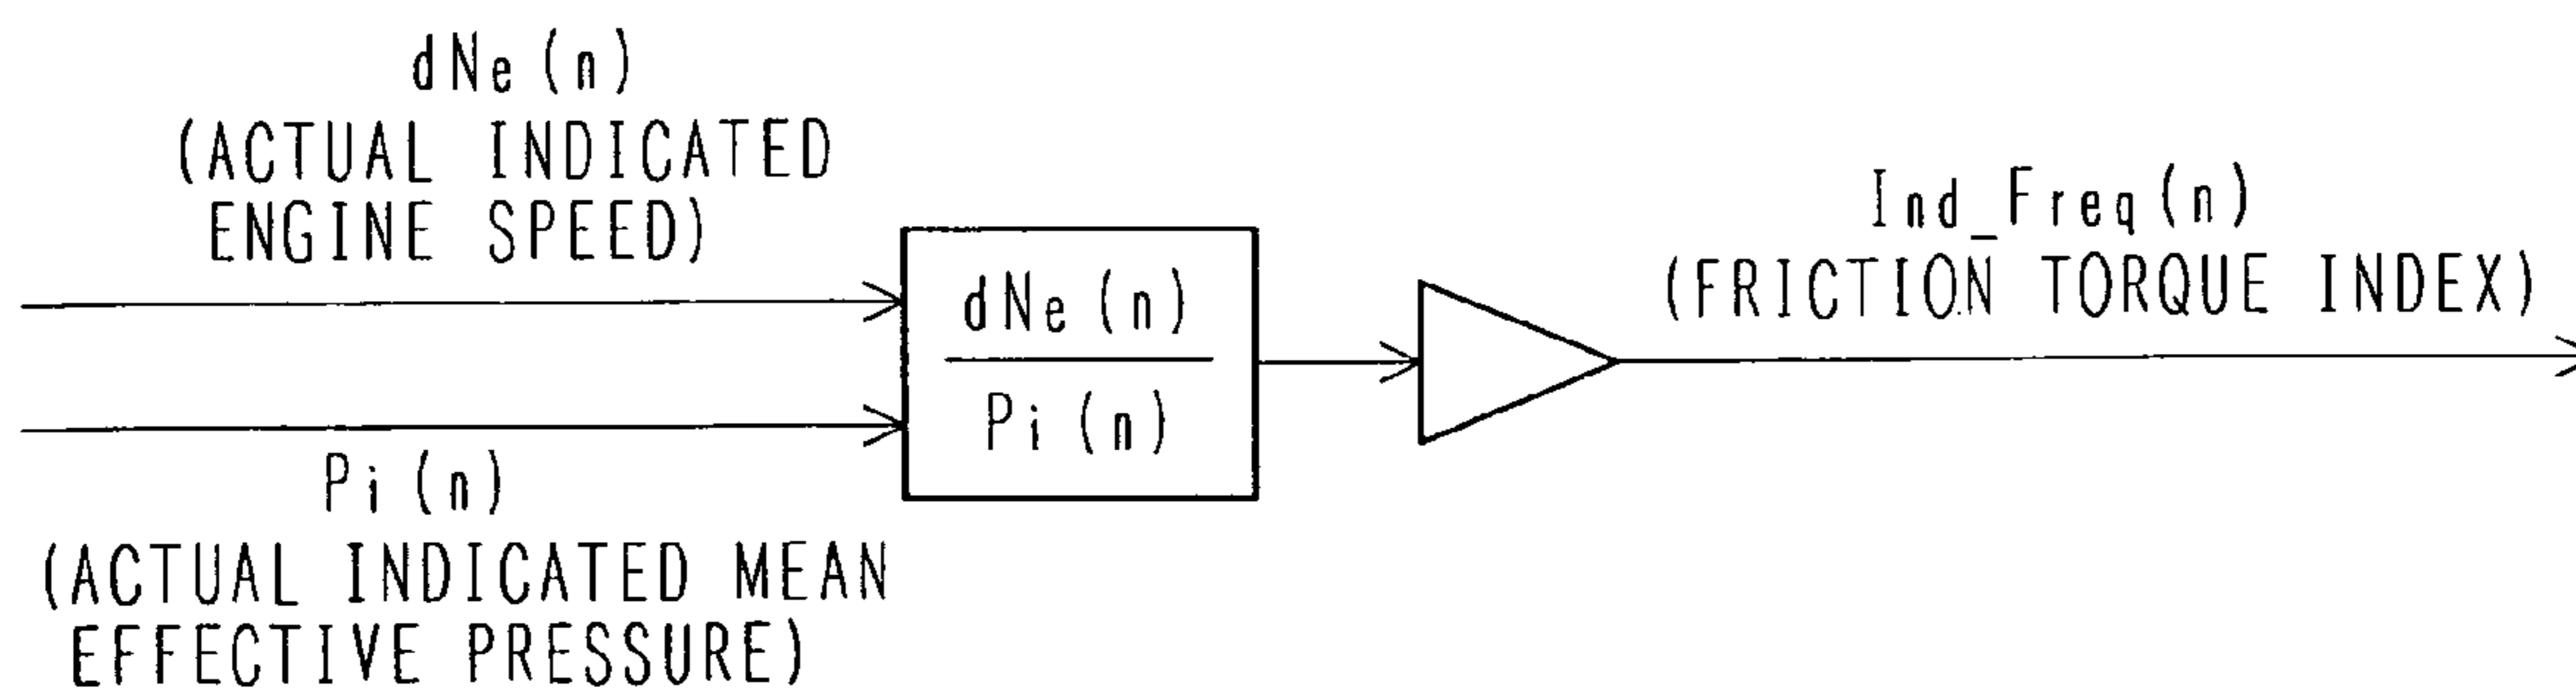 dNe(n)
(ACTUAL INDICATED
ENGINE SPEED)
dNe(n)
Pi(n)
Ind_Freq(n)
(FRICTION TORQUE INDEX)
Pi(n)
(ACTUAL INDICATED MEAN
EFFECTIVE PRESSURE)